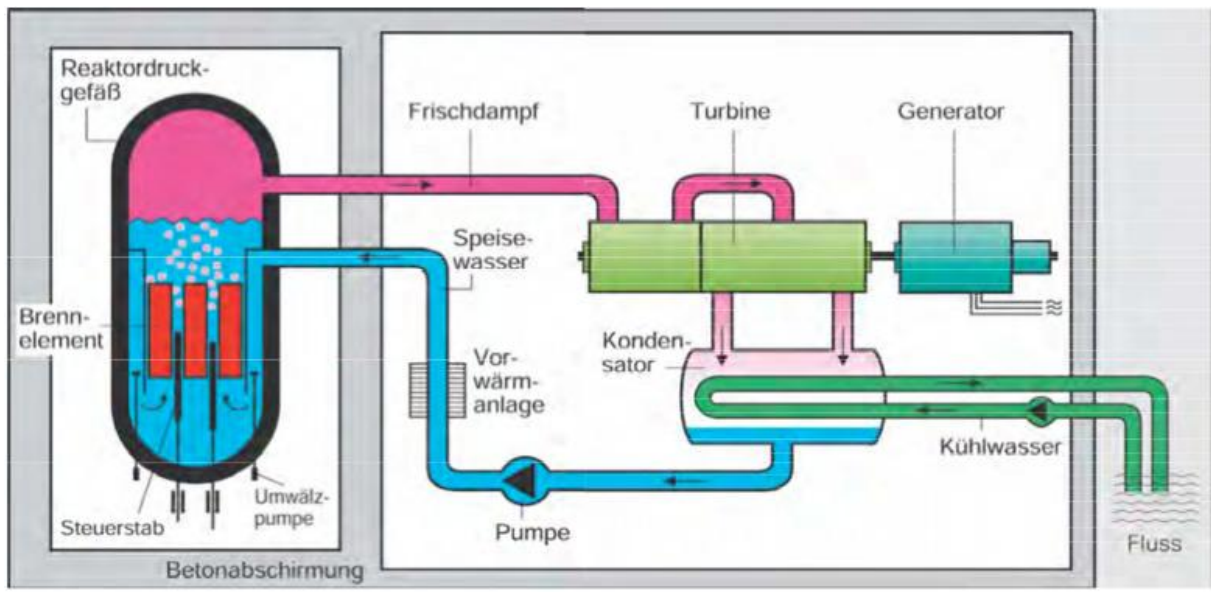 Reaktordruck-
gefäß
Frischdampf
Turbine
Generator
Speise-
wasser
Brenn-
element
Konden-
sator
Vor-
wärm-
anlage
Kühlwasser
Umwälz-
pumpe
Steuerstab
Pumpe
Fluss
Betonabschirmung